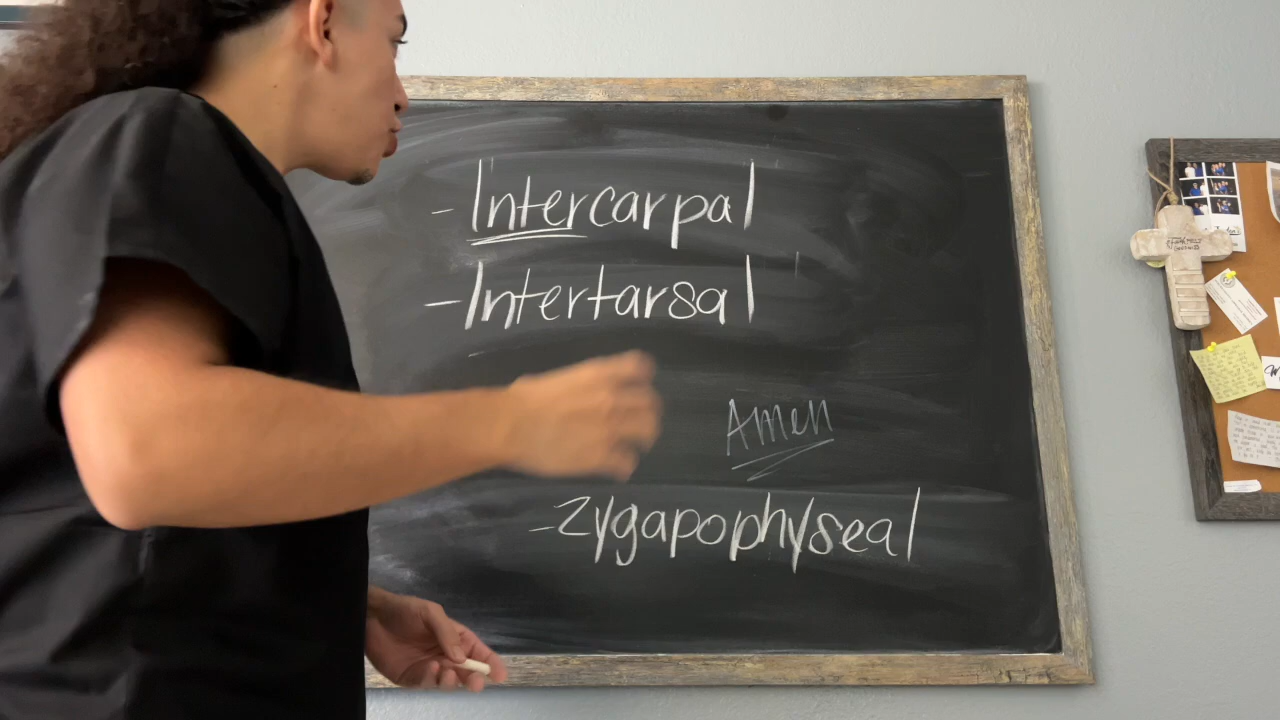 - Intercarpal
- Intertarsal
Amen
- Zygapophyseal